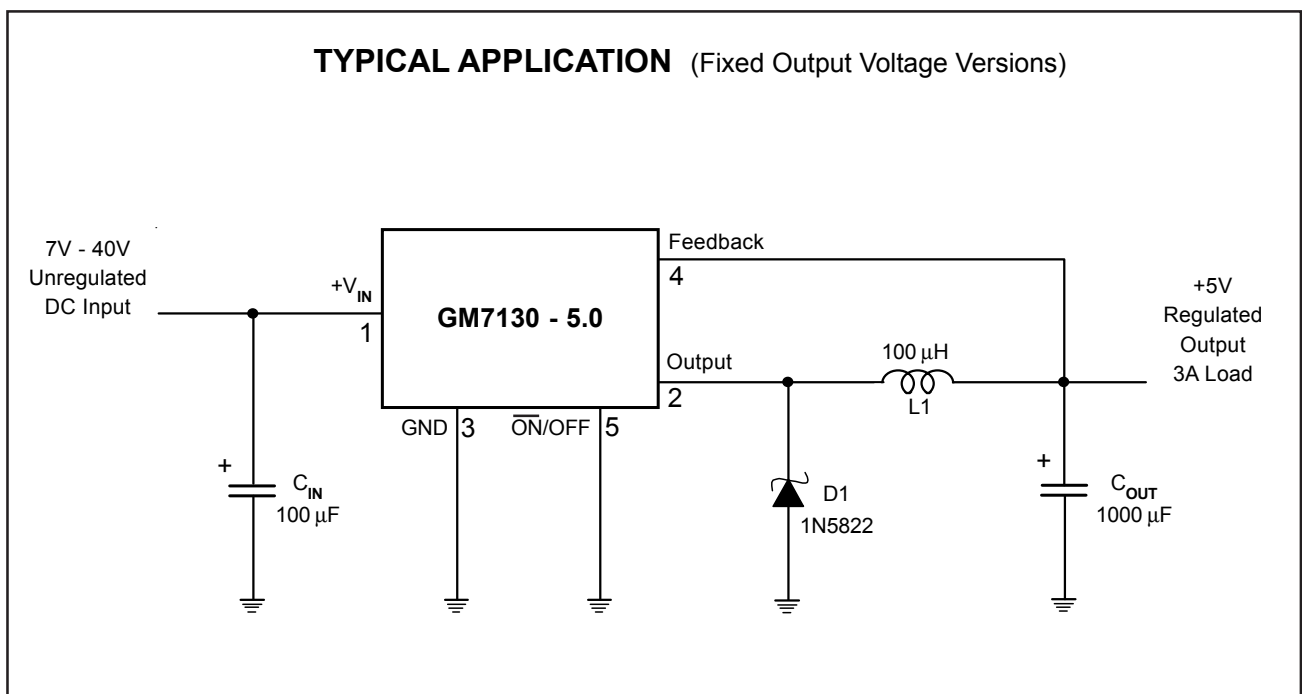 TYPICAL APPLICATION (Fixed Output Voltage Versions)
7V - 40V
Unregulated
DC Input
+VIN
1
GM7130 - 5.0
Feedback
4
Output
2
GND 3
ON/OFF 5
100 μH
L1
+5V
Regulated
Output
3A Load
+
CIN
100 μF
D1
1N5822
+
COUT
1000 μF